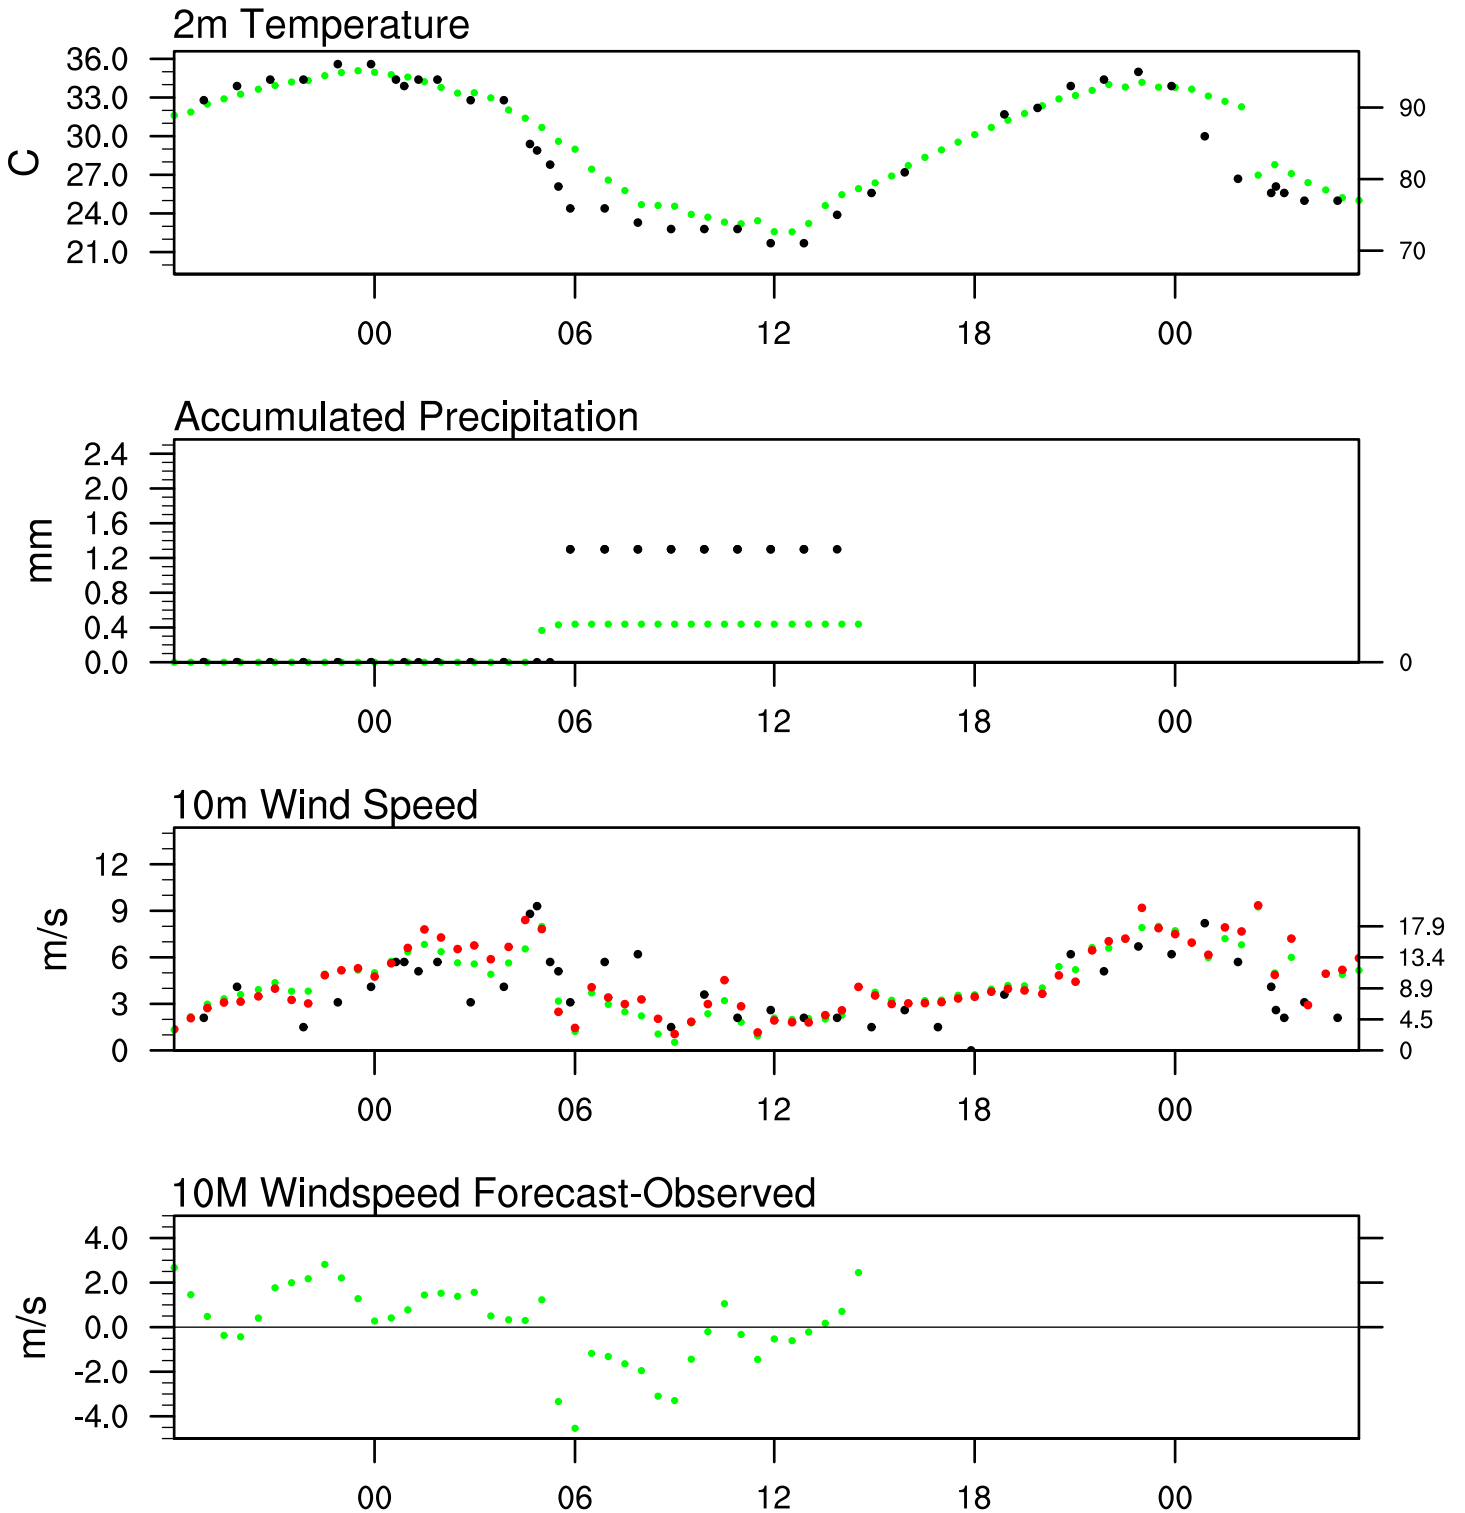 2m Temperature
36.0
33.0
30.0
27.0
24.0
21.0
C
90
80
70
00 06 12 18 00
Accumulated Precipitation
2.4
2.0
1.6
1.2
0.8
0.4
0.0
mm
0
00 06 12 18 00
10m Wind Speed
12
9
6
3
0
m/s
17.9
13.4
8.9
4.5
0
00 06 12 18 00
10M Windspeed Forecast-Observed
4.0
2.0
0.0
-2.0
-4.0
m/s
00 06 12 18 00